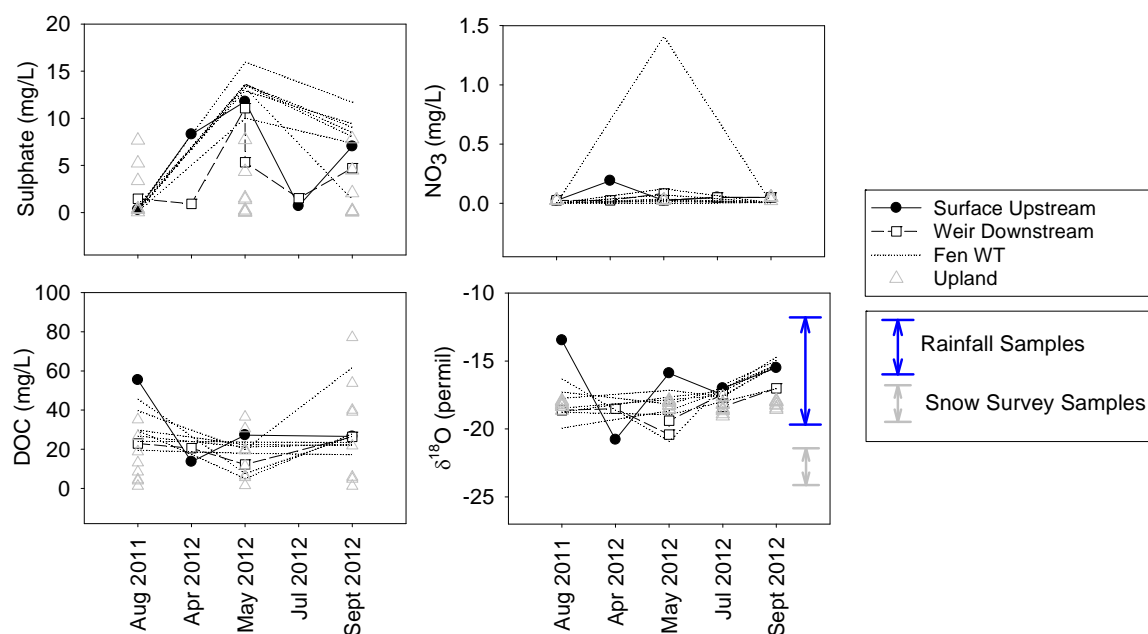 Sulphate (mg/L)
20
15
10
5
0
NO3 (mg/L)
1.5
1.0
0.5
0.0
Surface Upstream
Weir Downstream
Fen WT
Upland
DOC (mg/L)
100
80
60
40
20
0
δ18O (permil)
-10
-15
-20
-25
Rainfall Samples
Snow Survey Samples
Aug 2011
Apr 2012
May 2012
Jul 2012
Sept 2012
Aug 2011
Apr 2012
May 2012
Jul 2012
Sept 2012